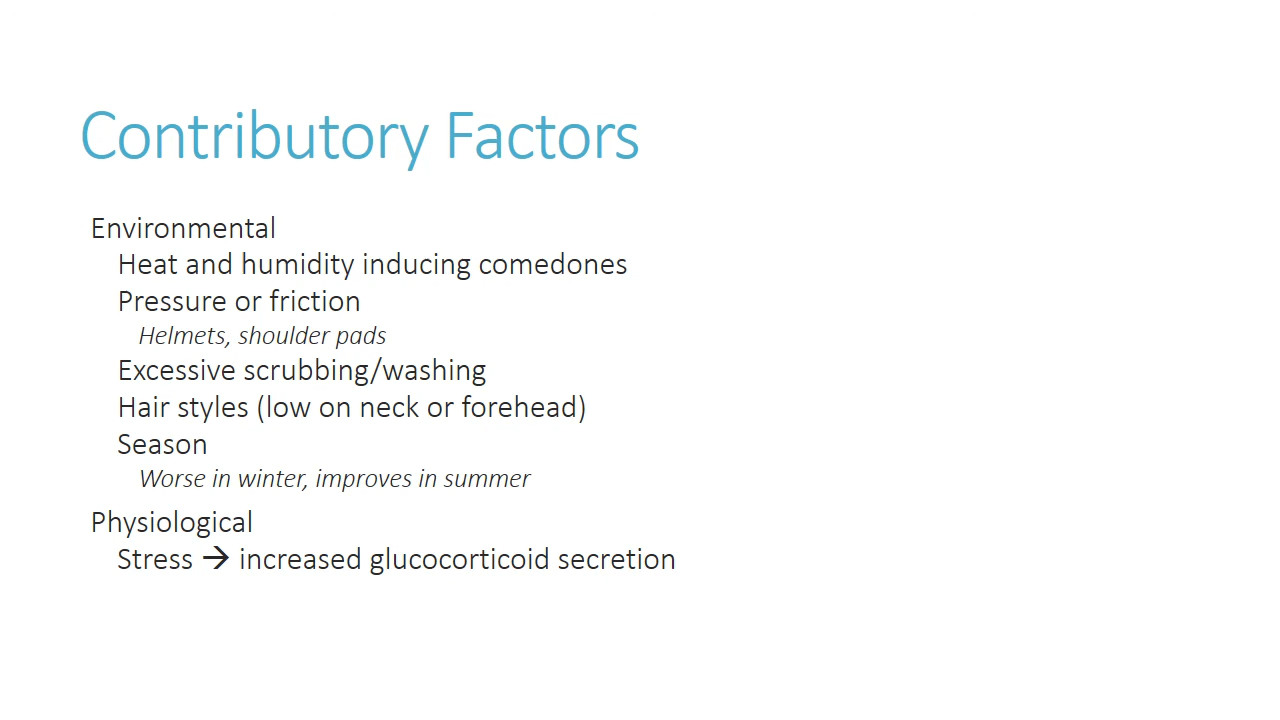 Contributory Factors
Environmental
Heat and humidity inducing comedones
Pressure or friction
Helmets, shoulder pads
Excessive scrubbing/washing
Hair styles (low on neck or forehead)
Season
Worse in winter, improves in summer
Physiological
Stress → increased glucocorticoid secretion